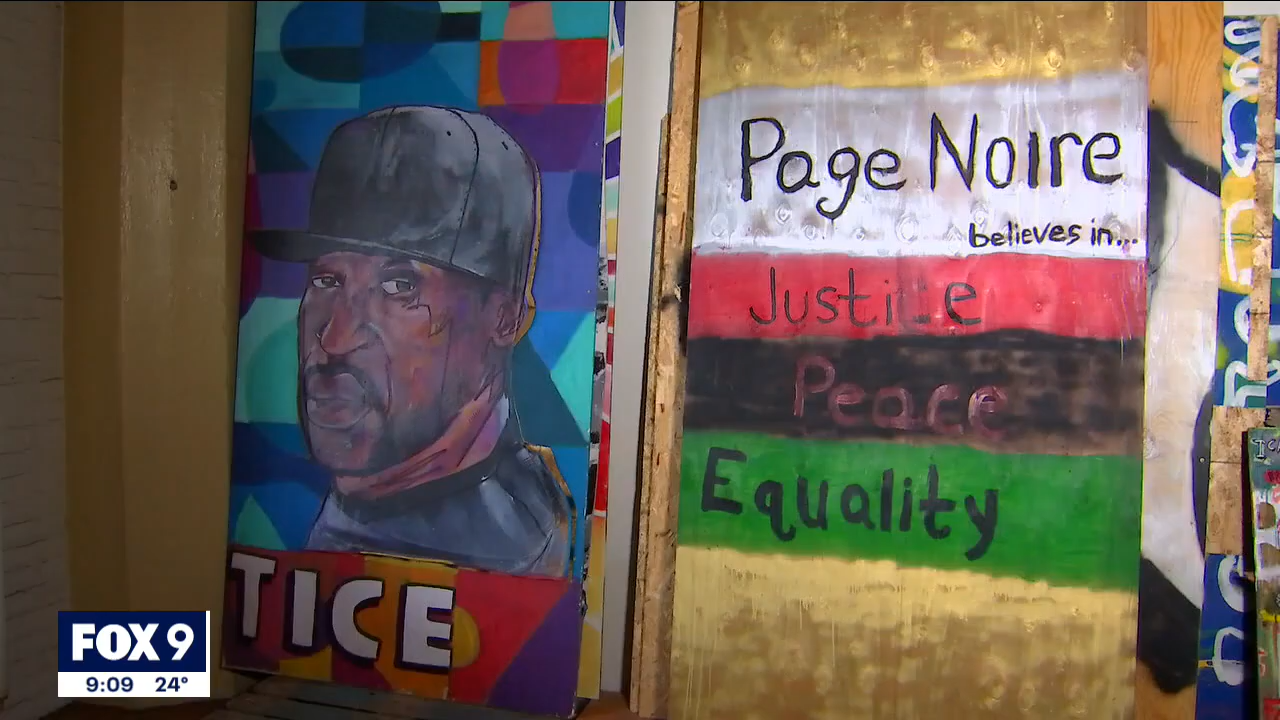 TICE
Page Noire
believes in...
Justice
Peace
Equality
FOX 9
9:09 24°